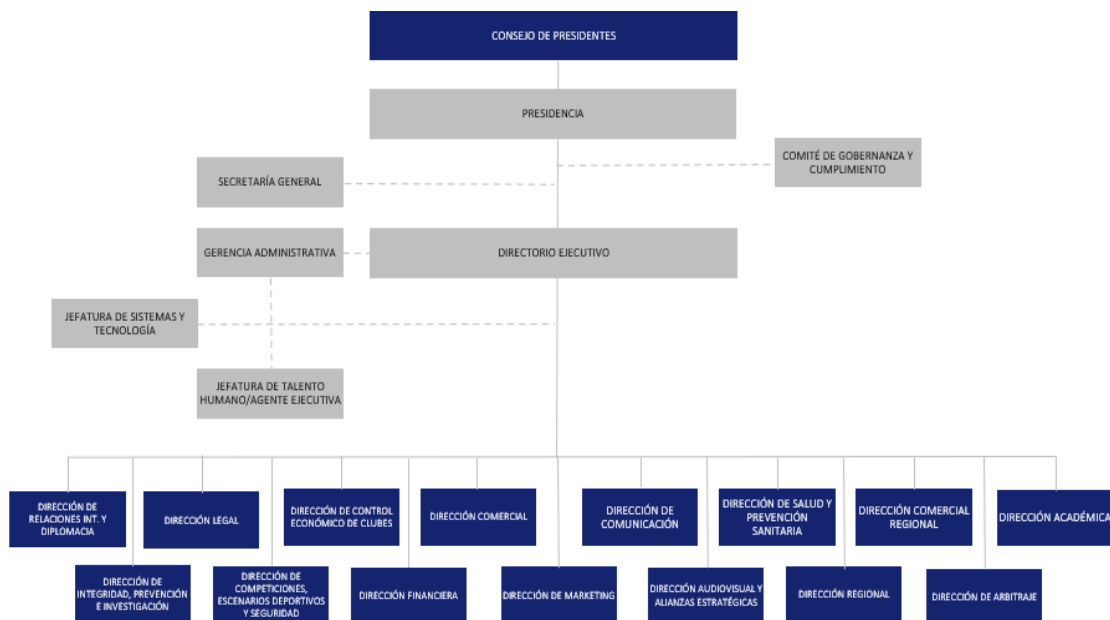 CONSEJO DE PRESIDENTES
PRESIDENCIA
COMITÉ DE GOBERNANZA Y
CUMPLIMIENTO
SECRETARÍA GENERAL
GERENCIA ADMINISTRATIVA
DIRECTORIO EJECUTIVO
JEFATURA DE SISTEMAS Y
TECNOLOGÍA
JEFATURA DE TALENTO
HUMANO/AGENTE EJECUTIVA
DIRECCIÓN DE
RELACIONES INT. Y
DIPLOMACIA
DIRECCIÓN LEGAL
DIRECCIÓN DE CONTROL
ECONÓMICO DE CLUBES
DIRECCIÓN COMERCIAL
DIRECCIÓN DE
COMUNICACIÓN
DIRECCIÓN DE SALUD Y
PREVENCIÓN
SANITARIA
DIRECCIÓN COMERCIAL
REGIONAL
DIRECCIÓN ACADÉMICA
DIRECCIÓN DE
INTEGRIDAD, PREVENCIÓN
E INVESTIGACIÓN
DIRECCIÓN DE
COMPETICIONES,
ESCENARIOS DEPORTIVOS
Y SEGURIDAD
DIRECCIÓN FINANCIERA
DIRECCIÓN DE MARKETING
DIRECCIÓN AUDIOVISUAL Y
ALIANZAS ESTRATÉGICAS
DIRECCIÓN REGIONAL
DIRECCIÓN DE ARBITRAJE